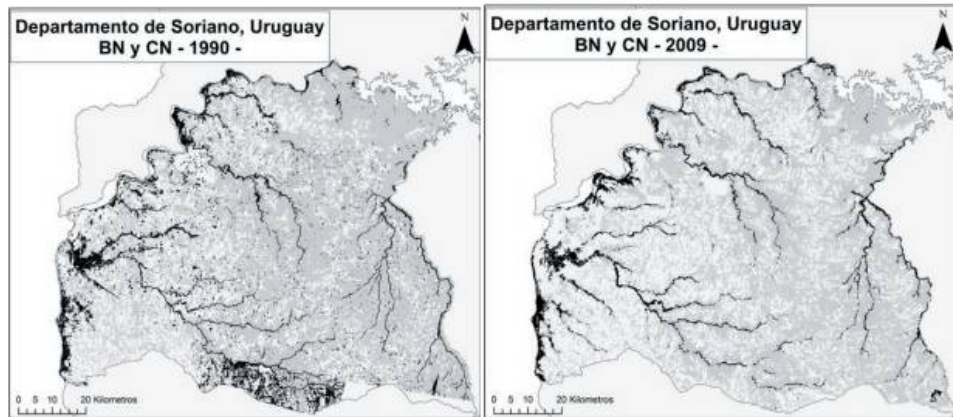 Departamento de Soriano, Uruguay
BN y CN - 1990 -
N
0 5 10 20 Kilometros
Departamento de Soriano, Uruguay
BN y CN - 2009 -
N
0 5 10 20 Kilometros